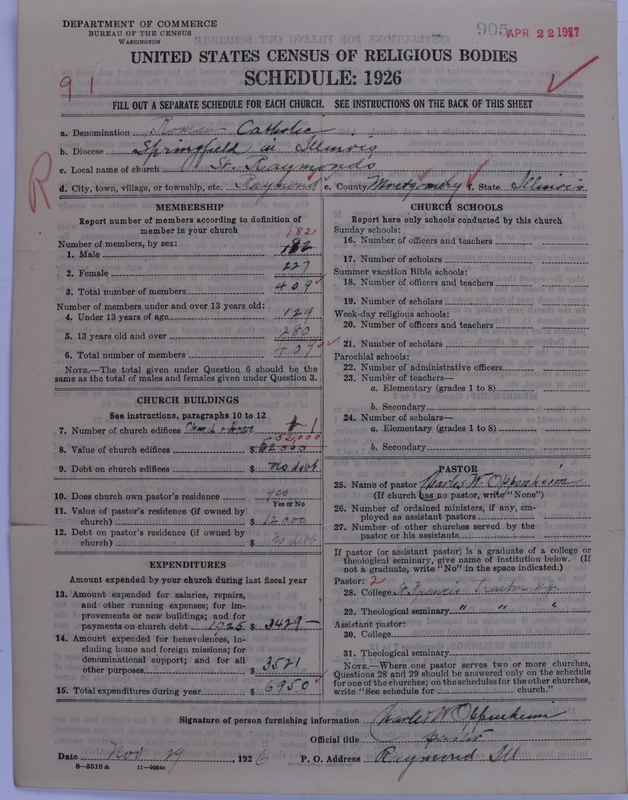 DEPARTMENT OF COMMERCE
BUREAU OF THE CENSUS
WASHINGTON
905 APR 22 1927
UNITED STATES CENSUS OF RELIGIOUS BODIES
SCHEDULE: 1926
91
FILL OUT A SEPARATE SCHEDULE FOR EACH CHURCH. SEE INSTRUCTIONS ON THE BACK OF THIS SHEET
R
a. Denomination Roman Catholic
b. Diocese Springfield in Illinois
c. Local name of church St. Raymond's
d. City, town, village, or township, etc. Raymond e. County Montgomery f. State Illinois
MEMBERSHIP
Report number of members according to definition of
member in your church
182
Number of members, by sex:
1. Male
2. Female 227
3. Total number of members 409
Number of members under and over 13 years old:
4. Under 13 years of age 129
5. 13 years old and over 280
6. Total number of members 409
NOTE.—The total given under Question 6 should be
same as the total of males and females given under Question 3.
CHURCH BUILDINGS
See instructions, paragraphs 10 to 12
7. Number of church edifices 1
52,000
8. Value of church edifices $
9. Debt on church edifices $ no debt
10. Does church own pastor's residence yes
Yes or No
11. Value of pastor's residence (if owned by
church) $ 12 000
12. Debt on pastor's residence (if owned by
church) $ no debt
EXPENDITURES
Amount expended by your church during last fiscal year
13. Amount expended for salaries, repairs,
and other running expenses; for im-
provements or new buildings; and for
payments on church debt 1925 $ 3429—
14. Amount expended for benevolences, in-
cluding home and foreign missions; for
denominational support; and for all
other purposes $ 3521
15. Total expenditures during year $ 6950
CHURCH SCHOOLS
Report here only schools conducted by this church
Sunday schools:
16. Number of officers and teachers
17. Number of scholars
Summer vacation Bible schools:
18. Number of officers and teachers
19. Number of scholars
Week-day religious schools:
20. Number of officers and teachers
21. Number of scholars
Parochial schools:
22. Number of administrative officers
23. Number of teachers—
a. Elementary (grades 1 to 8)
b. Secondary
24. Number of scholars—
a. Elementary (grades 1 to 8)
b. Secondary
PASTOR
25. Name of pastor Charles W. Oppenheim
(If church has no pastor, write "None")
26. Number of ordained ministers, if any, em-
ployed as assistant pastors
27. Number of other churches served by the
pastor or his assistants
If pastor (or assistant pastor) is a graduate of a college or
theological seminary, give name of institution below. (If
not a graduate, write "No" in the space indicated.)
Pastor: 2
28. College St. Francis
29. Theological seminary " " "
Assistant pastor:
30. College
31. Theological seminary
NOTE.—Where one pastor serves two or more churches,
Questions 28 and 29 should be answered only on the schedule
for one of the churches; on the schedules for the other churches,
write "See schedule for church."
Signature of person furnishing information Charles W Oppenheim
Official title pastor
Date Nov 29, 1926 P. O. Address Raymond Ill
8—5518 a 11—9034